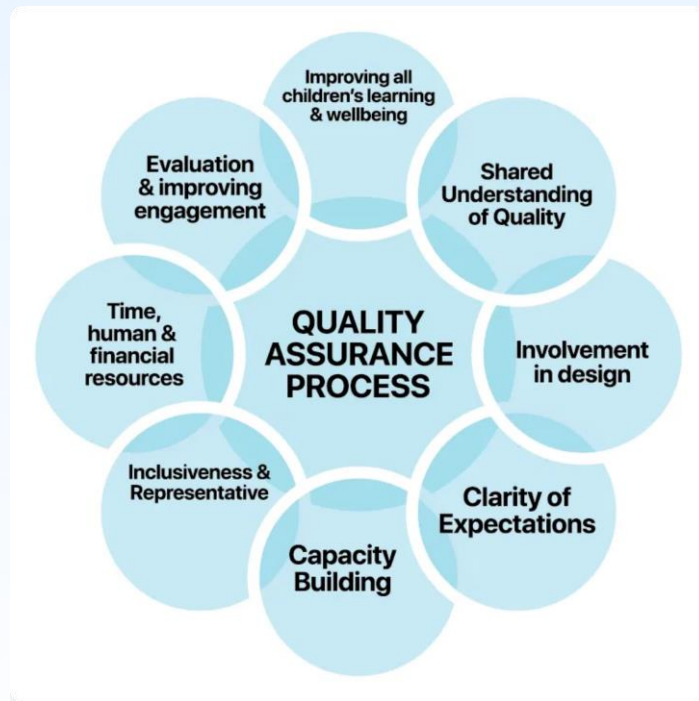 Improving all
children's learning
& wellbeing
Shared
Understanding
of Quality
Involvement
in design
Clarity of
Expectations
Capacity
Building
Inclusiveness &
Representative
Time,
human &
financial
resources
Evaluation
& improving
engagement
QUALITY
ASSURANCE
PROCESS